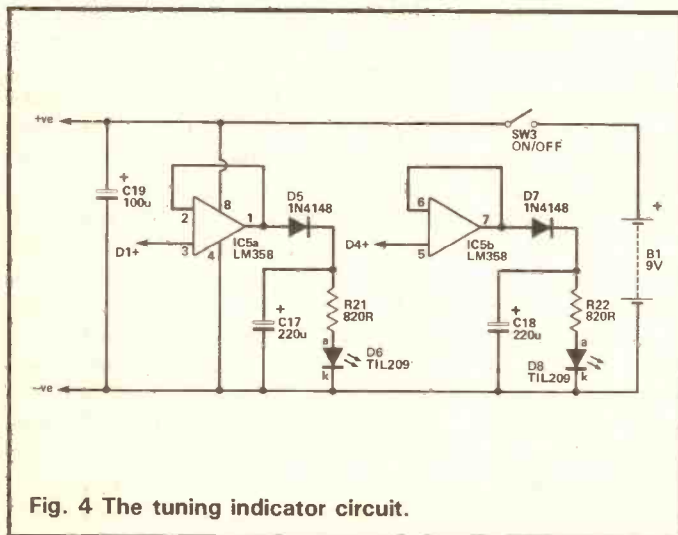 +ve
SW3
ON/OFF
+
C19
100u
8
2
1
3
4
D1+
IC5a
LM358
D5
1N4148
+
C17
220u
R21
820R
a
D6
TIL209
k
6
7
5
D4+
IC5b
LM358
D7
1N4148
+
C18
220u
R22
820R
a
D8
TIL209
k
+
B1
9V
-ve
Fig. 4 The tuning indicator circuit.